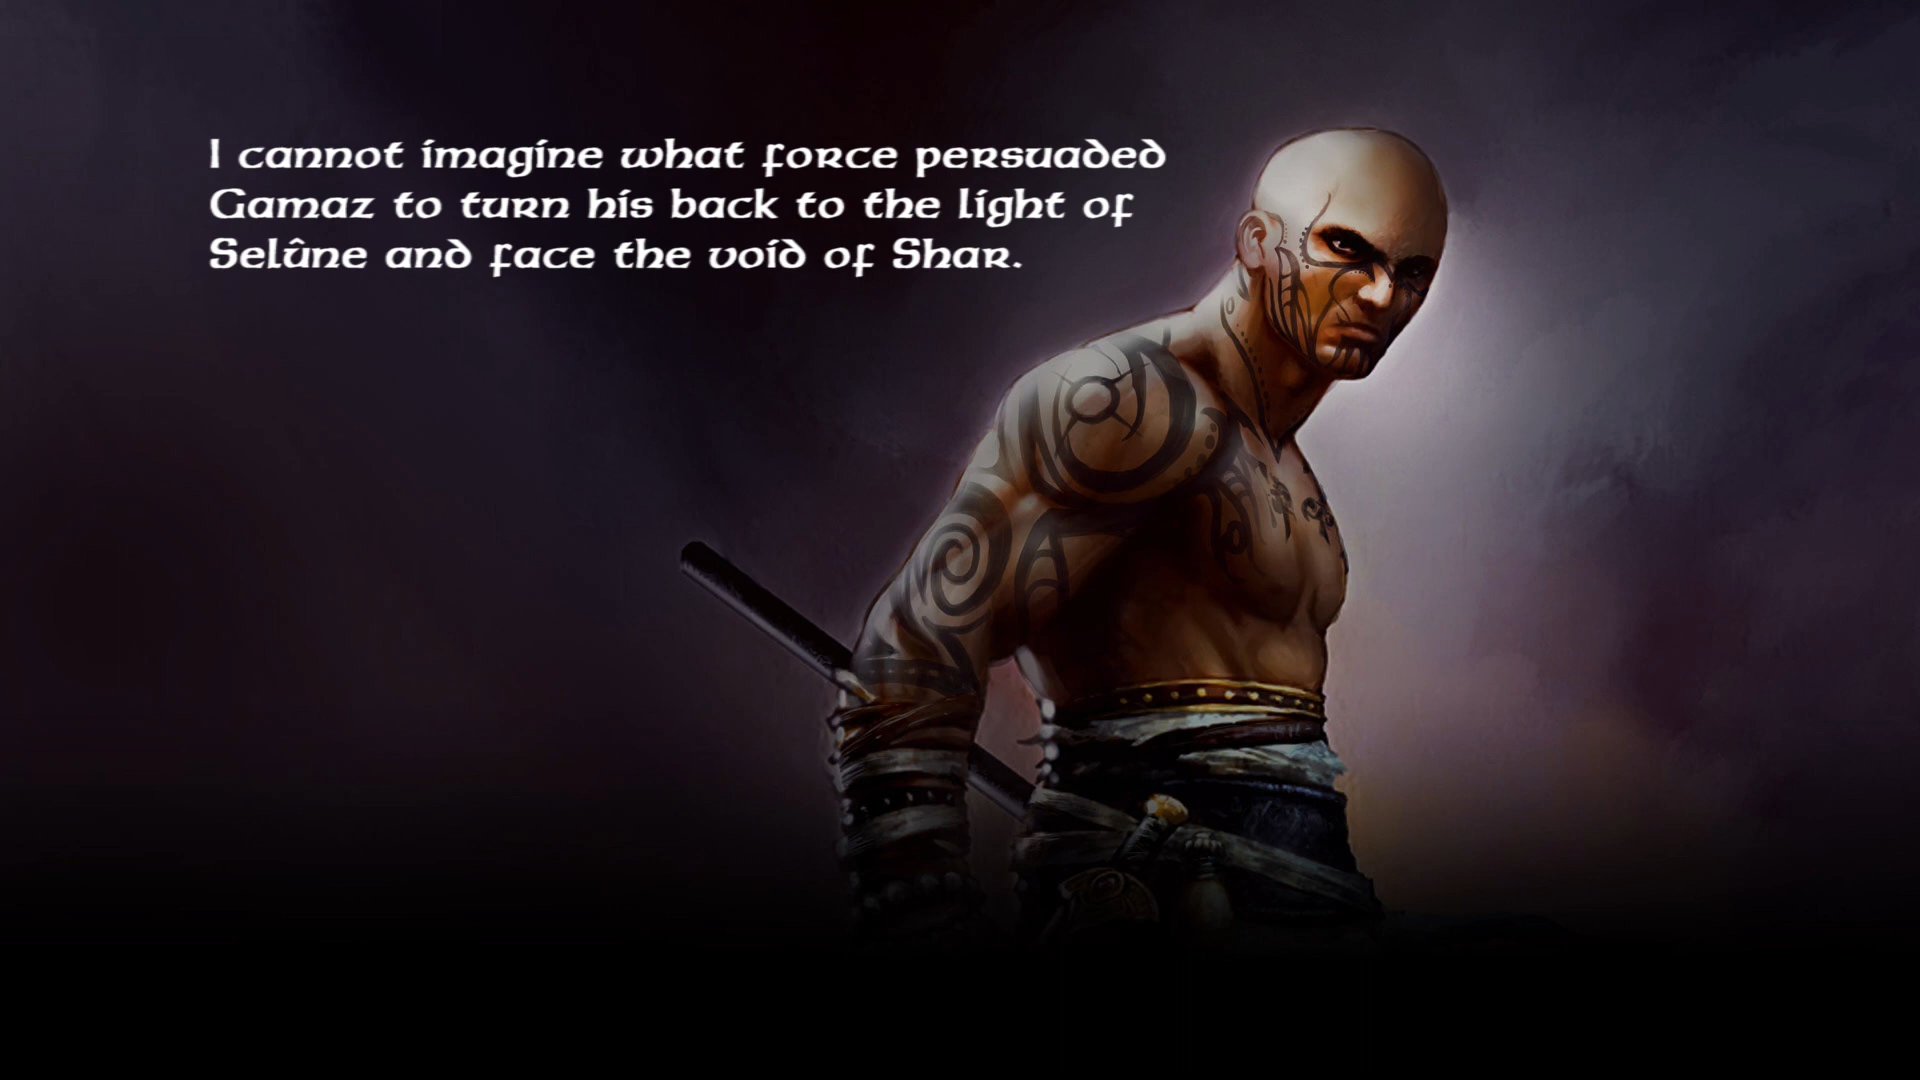 I cannot imagine what force persuaded
Gamaz to turn his back to the light of
Selûne and face the void of Shar.